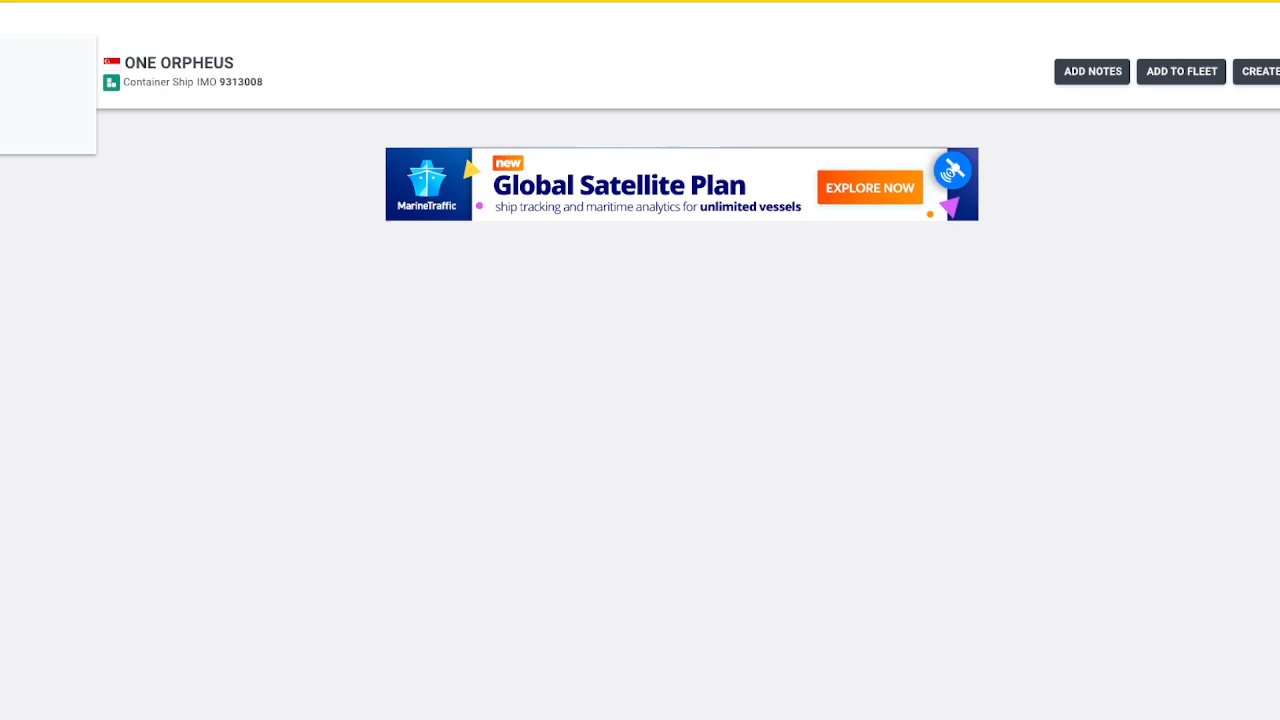 ONE ORPHEUS
Container Ship IMO 9313008
ADD NOTES
ADD TO FLEET
CREATE
new
Global Satellite Plan
ship tracking and maritime analytics for unlimited vessels
MarineTraffic
EXPLORE NOW